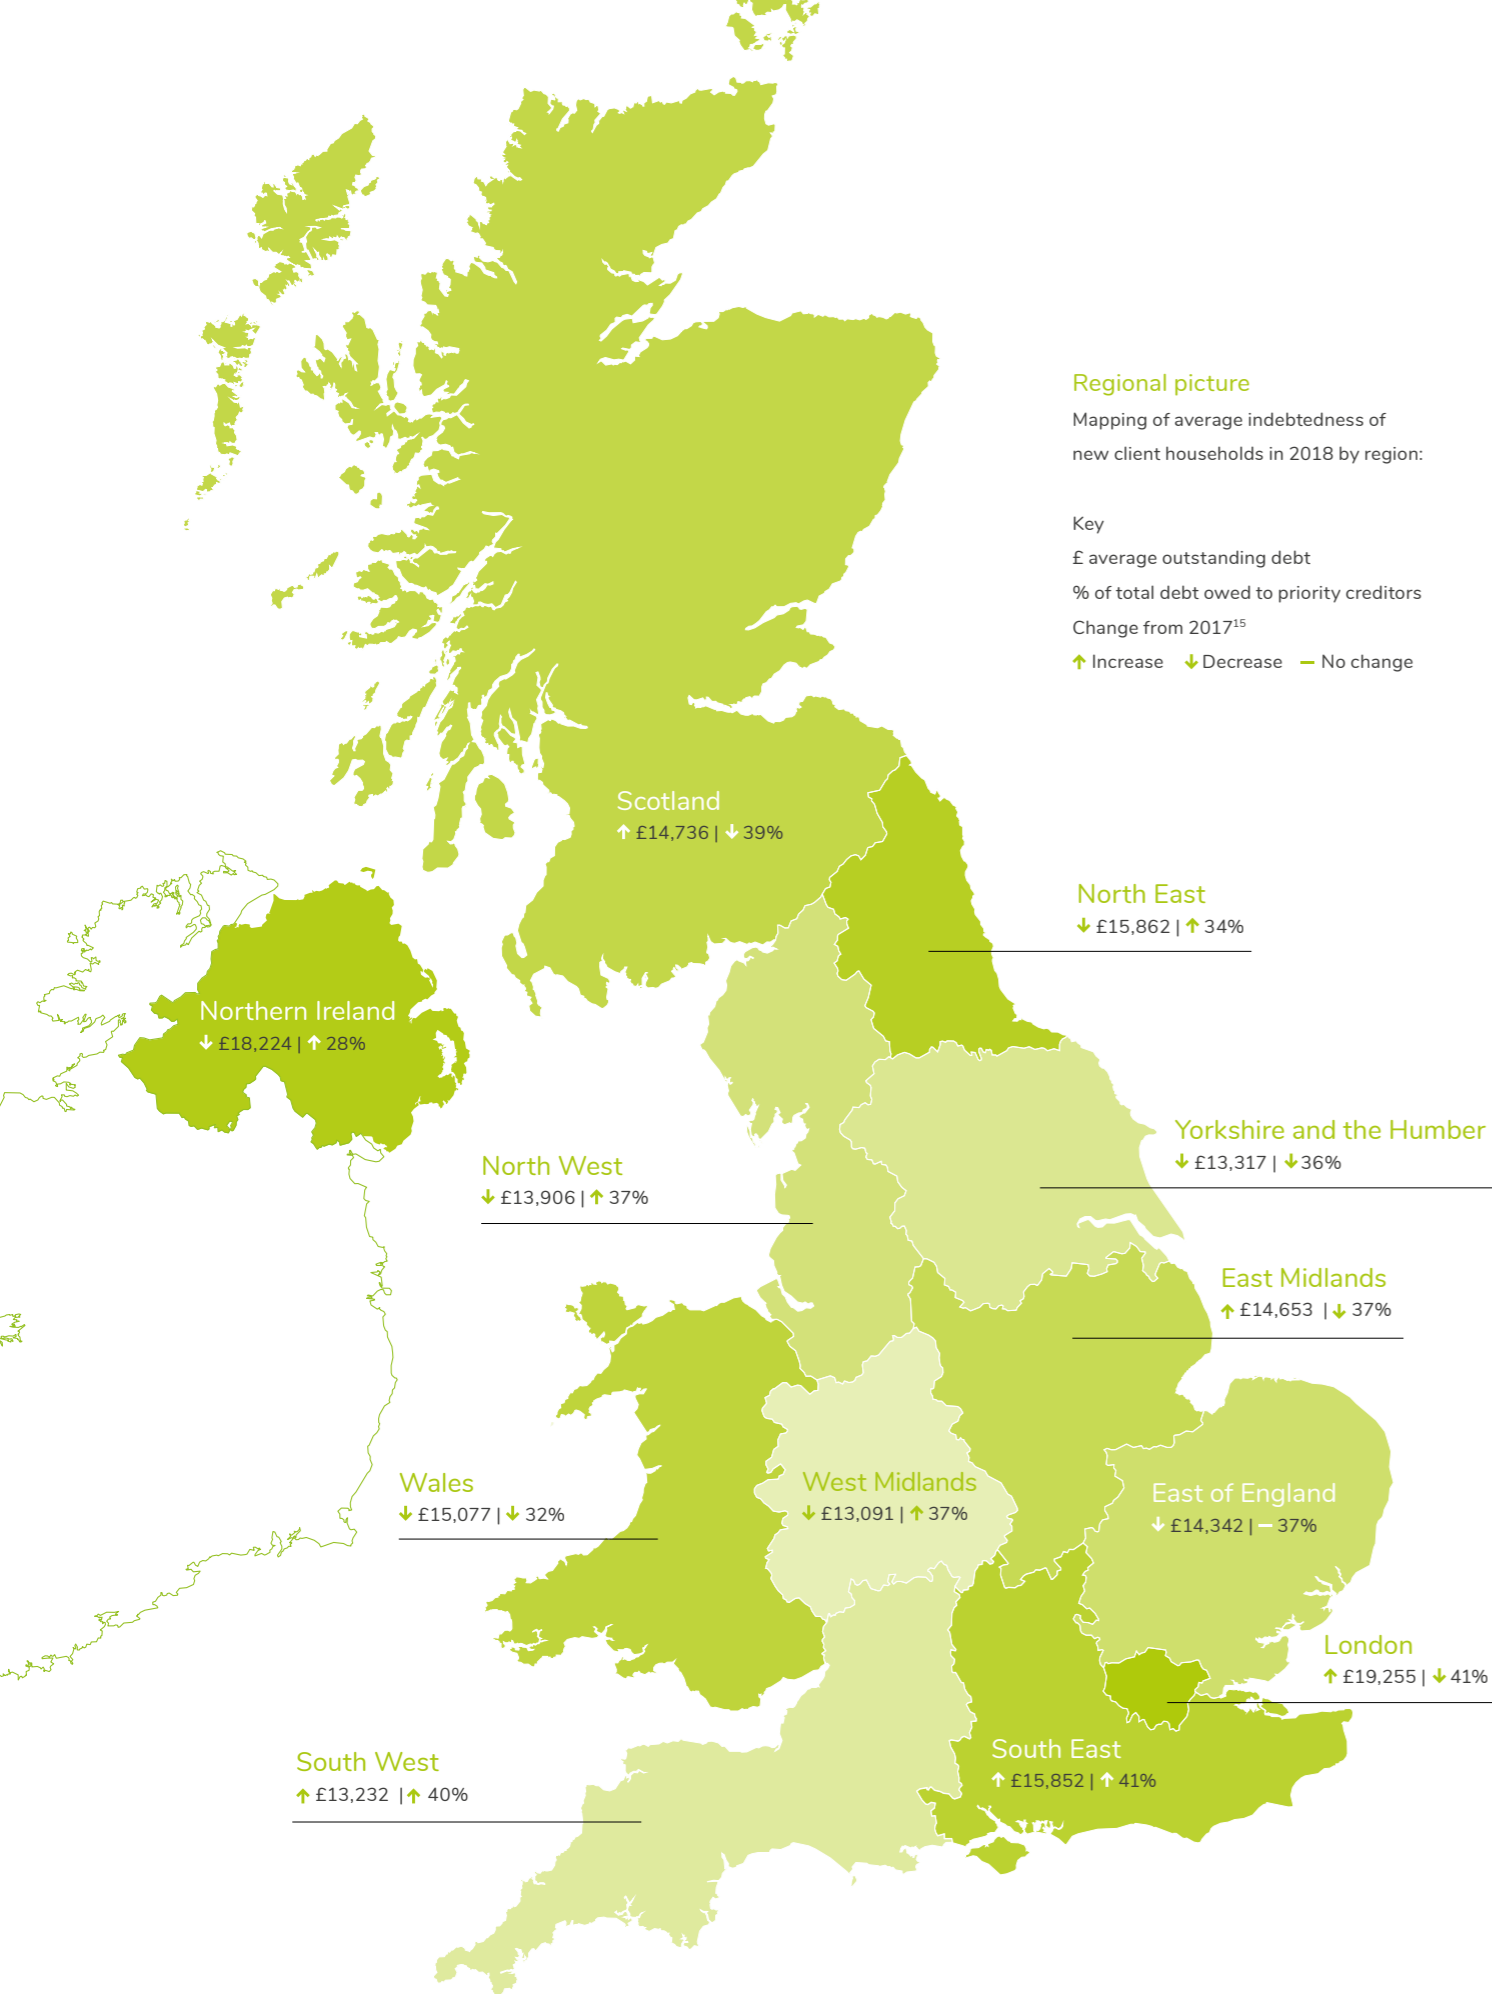 Regional picture
Mapping of average indebtedness of
new client households in 2018 by region:
Key
£ average outstanding debt
% of total debt owed to priority creditors
Change from 2017¹⁵
↑ Increase ↓ Decrease — No change
Scotland
↑ £14,736 | ↓ 39%
North East
↓ £15,862 | ↑ 34%
Northern Ireland
↓ £18,224 | ↑ 28%
Yorkshire and the Humber
↓ £13,317 | ↓ 36%
North West
↓ £13,906 | ↑ 37%
East Midlands
↑ £14,653 | ↓ 37%
Wales
↓ £15,077 | ↓ 32%
West Midlands
↓ £13,091 | ↑ 37%
East of England
↓ £14,342 | — 37%
London
↑ £19,255 | ↓ 41%
South East
↑ £15,852 | ↑ 41%
South West
↑ £13,232 | ↑ 40%